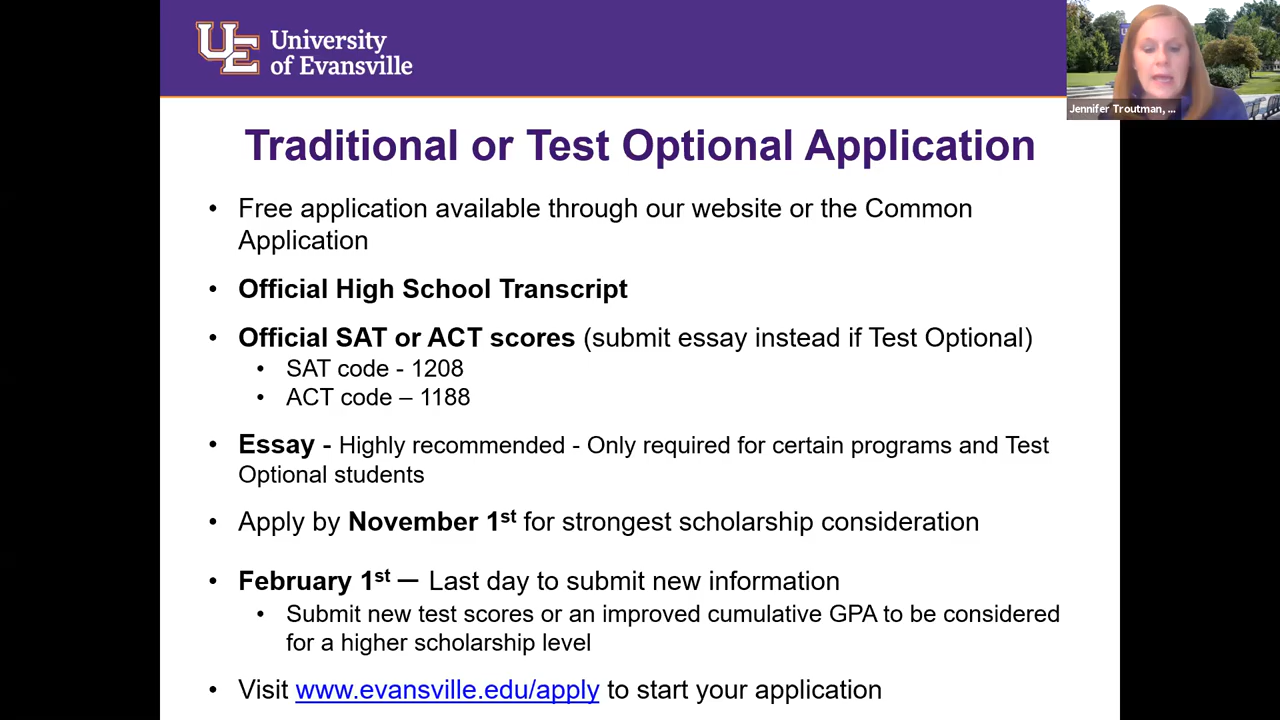 UE University
of Evansville
Jennifer Troutman, ...
Traditional or Test Optional Application
• Free application available through our website or the Common
Application
• Official High School Transcript
• Official SAT or ACT scores (submit essay instead if Test Optional)
• SAT code - 1208
• ACT code – 1188
• Essay - Highly recommended - Only required for certain programs and Test
Optional students
• Apply by November 1st for strongest scholarship consideration
• February 1st — Last day to submit new information
• Submit new test scores or an improved cumulative GPA to be considered
for a higher scholarship level
• Visit www.evansville.edu/apply to start your application